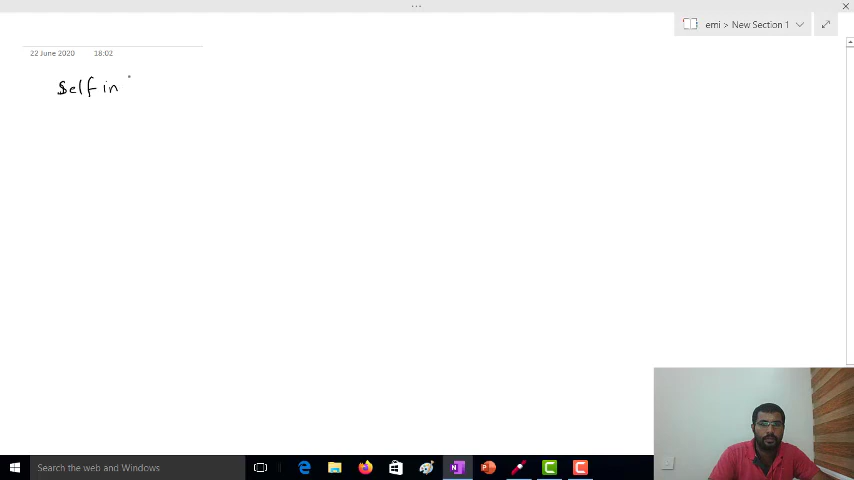 emi > New Section 1
22 June 2020 18:02
Self in
Search the web and Windows